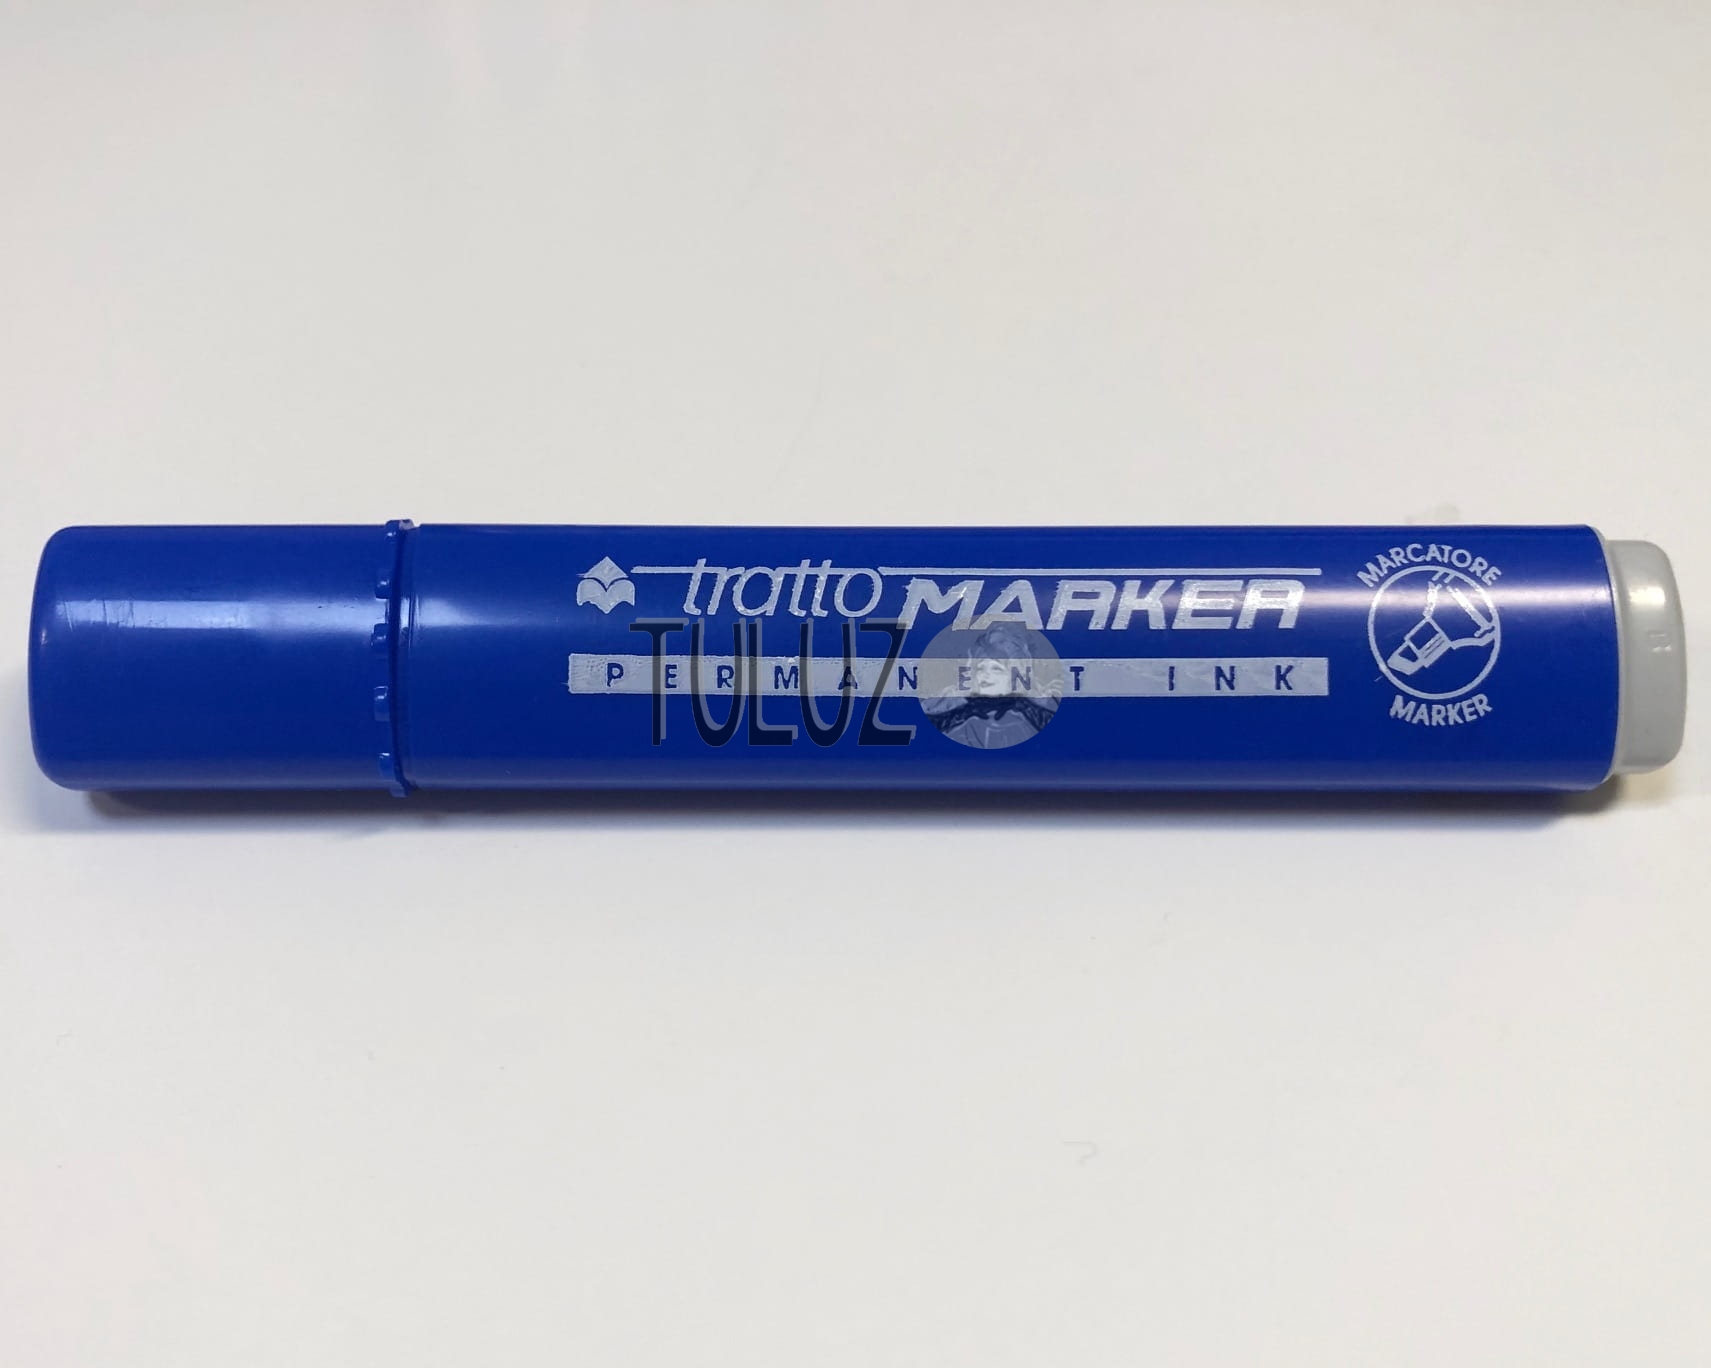 tratto MARKER
PERMANENT INK
TULUZ
MARCATORE
MARKER